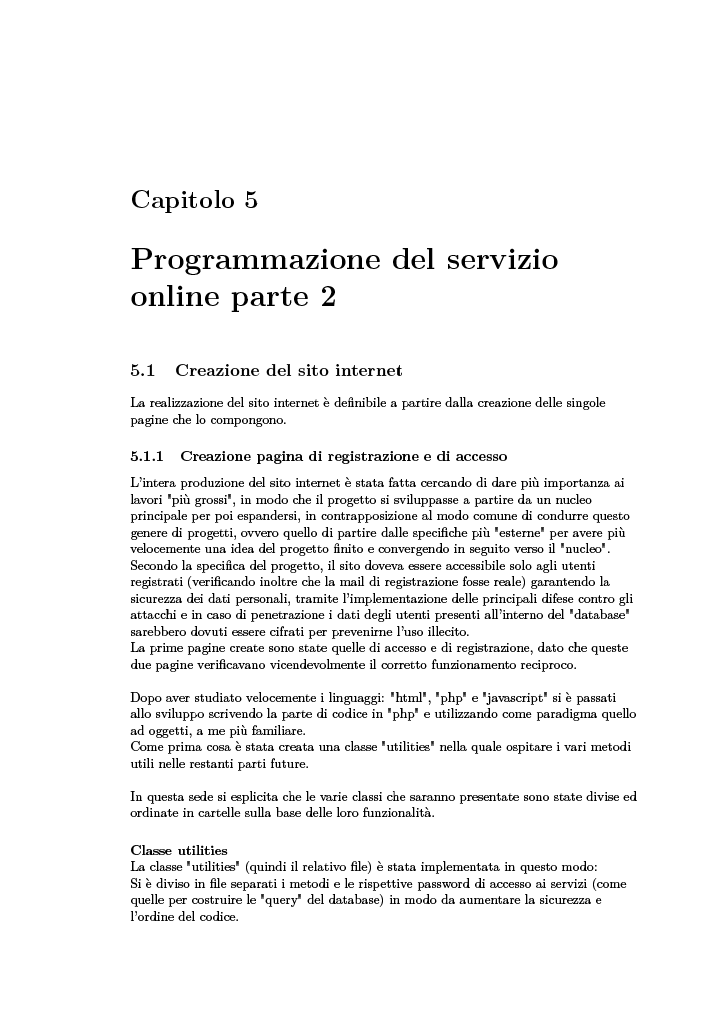 Capitolo 5
Programmazione del servizio
online parte 2
5.1 Creazione del sito internet
La realizzazione del sito internet è definibile a partire dalla creazione delle singole
pagine che lo compongono.
5.1.1 Creazione pagina di registrazione e di accesso
L'intera produzione del sito internet è stata fatta cercando di dare più importanza ai
lavori "più grossi", in modo che il progetto si sviluppasse a partire da un nucleo
principale per poi espandersi, in contrapposizione al modo comune di condurre questo
genere di progetti, ovvero quello di partire dalle specifiche più "esterne" per avere più
velocemente una idea del progetto finito e convergendo in seguito verso il "nucleo".
Secondo la specifica del progetto, il sito doveva essere accessibile solo agli utenti
registrati (verificando inoltre che la mail di registrazione fosse reale) garantendo la
sicurezza dei dati personali, tramite l'implementazione delle principali difese contro gli
attacchi e in caso di penetrazione i dati degli utenti presenti all'interno del "database"
sarebbero dovuti essere cifrati per prevenirne l'uso illecito.
La prime pagine create sono state quelle di accesso e di registrazione, dato che queste
due pagine verificavano vicendevolmente il corretto funzionamento reciproco.
Dopo aver studiato velocemente i linguaggi: "html", "php" e "javascript" si è passati
allo sviluppo scrivendo la parte di codice in "php" e utilizzando come paradigma quello
ad oggetti, a me più familiare.
Come prima cosa è stata creata una classe "utilities" nella quale ospitare i vari metodi
utili nelle restanti parti future.
In questa sede si esplicita che le varie classi che saranno presentate sono state divise ed
ordinate in cartelle sulla base delle loro funzionalità.
Classe utilities
La classe "utilities" (quindi il relativo file) è stata implementata in questo modo:
Si è diviso in file separati i metodi e le rispettive password di accesso ai servizi (come
quelle per costruire le "query" del database) in modo da aumentare la sicurezza e
l'ordine del codice.